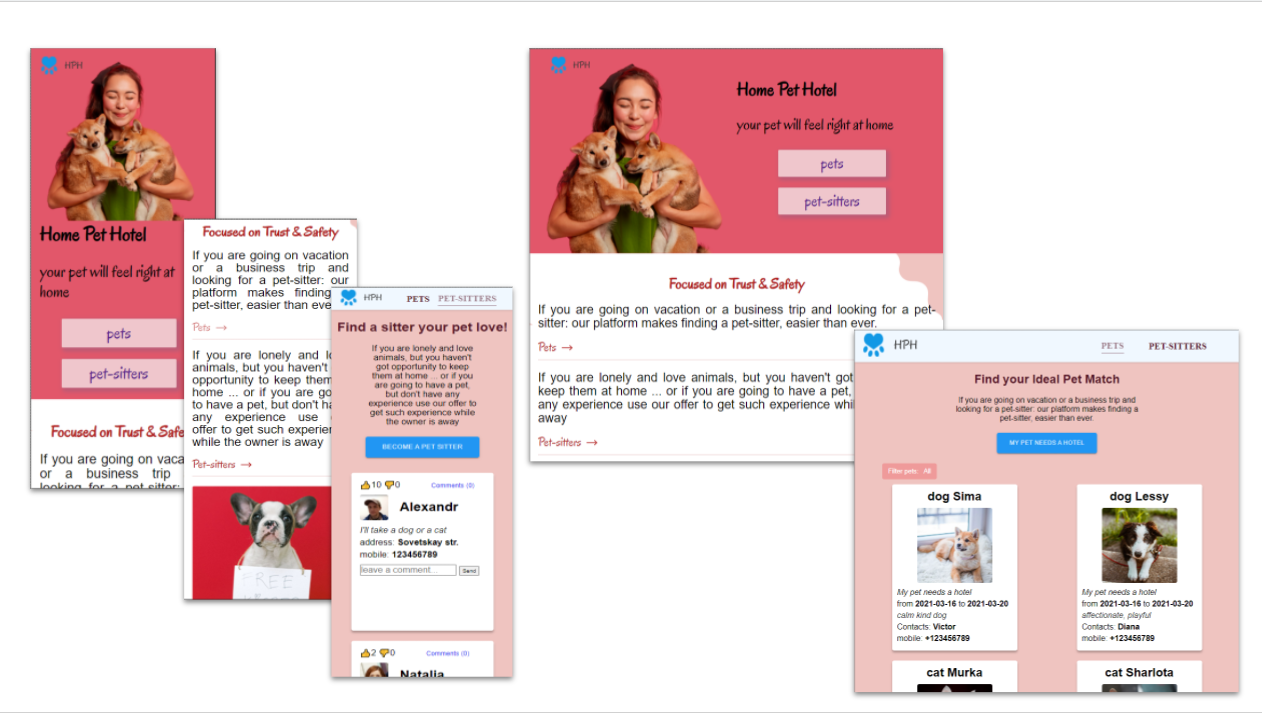 HPH
Home Pet Hotel
your pet will feel right at
home
pets
pet-sitters
Focused on Trust & Safe
If you are going on vaca
or a business trip
looking for a pet-sitter:
Focused on Trust & Safety
If you are going on vacation
or a business trip and
looking for a pet-sitter: our
platform makes finding
pet-sitter, easier than eve
Pets →
If you are lonely and lo
animals, but you haven't
opportunity to keep them
home ... or if you are go
to have a pet, but don't ha
any experience use
offer to get such experien
while the owner is away
Pet-sitters →
FREE
HPH PETS PET-SITTERS
Find a sitter your pet love!
If you are lonely and love
animals, but you haven't
got opportunity to keep
them at home ... or if you
are going to have a pet,
but don't have any
experience use our offer to
get such experience while
the owner is away
BECOME A PET SITTER
10 0 Comments (0)
Alexandr
I'll take a dog or a cat
address: Sovetskay str.
mobile: 123456789
leave a comment... Send
2 0 Comments (0)
Natalia
HPH
Home Pet Hotel
your pet will feel right at home
pets
pet-sitters
Focused on Trust & Safety
If you are going on vacation or a business trip and looking for a pet-
sitter: our platform makes finding a pet-sitter, easier than ever.
Pets →
If you are lonely and love animals, but you haven't got
keep them at home ... or if you are going to have a pet,
any experience use our offer to get such experience whil
away
Pet-sitters →
HPH PETS PET-SITTERS
Find your Ideal Pet Match
If you are going on vacation or a business trip and
looking for a pet-sitter: our platform makes finding a
pet-sitter, easier than ever.
MY PET NEEDS A HOTEL
Filter pets: All
dog Sima
My pet needs a hotel
from 2021-03-16 to 2021-03-20
calm kind dog
Contacts: Victor
mobile: +123456789
dog Lessy
My pet needs a hotel
from 2021-03-16 to 2021-03-20
affectionate, playful
Contacts: Diana
mobile: +123456789
cat Murka
cat Sharlota